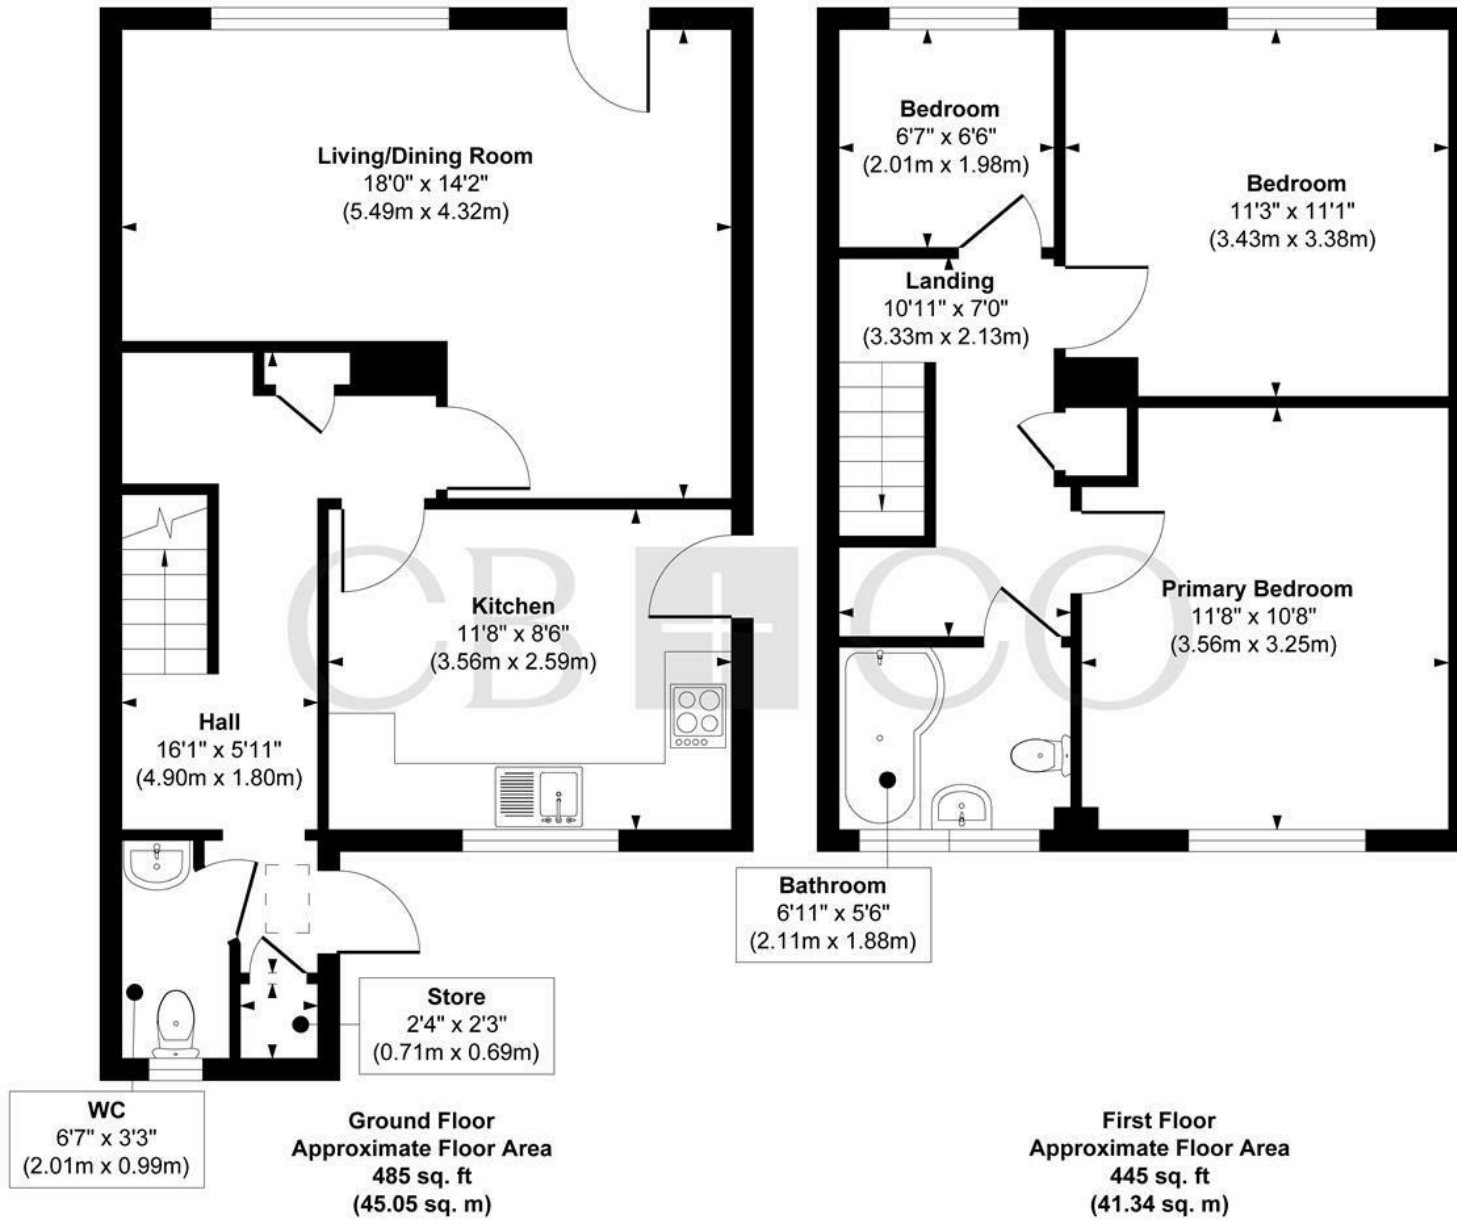 Living/Dining Room
18'0" x 14'2"
(5.49m x 4.32m)
Kitchen
11'8" x 8'6"
(3.56m x 2.59m)
Hall
16'1" x 5'11"
(4.90m x 1.80m)
Store
2'4" x 2'3"
(0.71m x 0.69m)
WC
6'7" x 3'3"
(2.01m x 0.99m)
Ground Floor
Approximate Floor Area
485 sq. ft
(45.05 sq. m)
Bedroom
6'7" x 6'6"
(2.01m x 1.98m)
Bedroom
11'3" x 11'1"
(3.43m x 3.38m)
Landing
10'11" x 7'0"
(3.33m x 2.13m)
Primary Bedroom
11'8" x 10'8"
(3.56m x 3.25m)
Bathroom
6'11" x 5'6"
(2.11m x 1.88m)
First Floor
Approximate Floor Area
445 sq. ft
(41.34 sq. m)
CB + CO